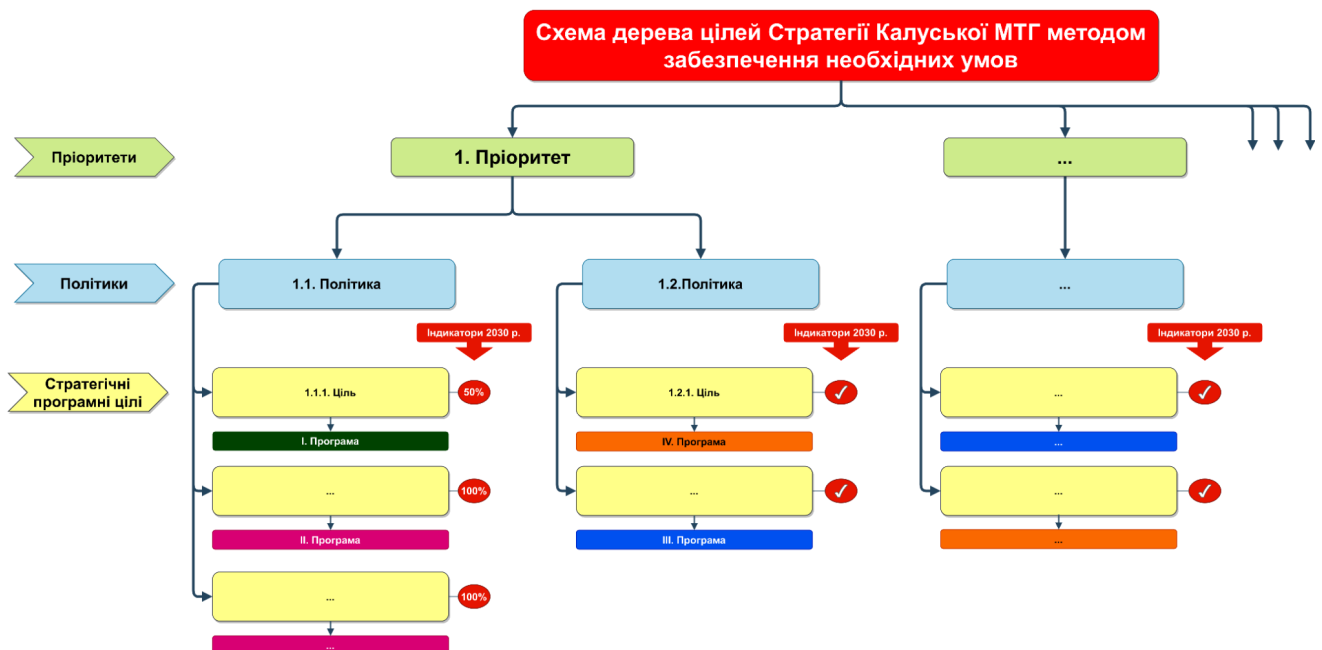 Схема дерева цілей Стратегії Калуської МТГ методом
забезпечення необхідних умов
Пріоритети
1. Пріоритет
...
Політики
1.1. Політика
1.2.Політика
...
Індикатори 2030 р.
Індикатори 2030 р.
Індикатори 2030 р.
Стратегічні
програмні цілі
1.1.1. Ціль
50%
1.2.1. Ціль
✓
...
✓
I. Програма
IV. Програма
...
...
100%
...
✓
...
✓
II. Програма
III. Програма
...
...
100%
...